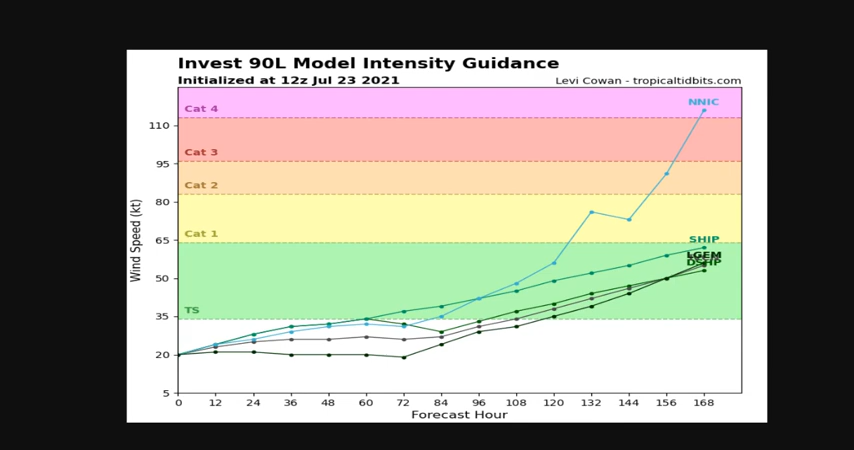 Invest 90L Model Intensity Guidance
Initialized at 12z Jul 23 2021
Levi Cowan - tropicaltidbits.com
Cat 4
NNIC
110
Cat 3
95
Cat 2
80
Cat 1
65
SHIP
LGEM
DSHP
50
TS
35
20
5
Wind Speed (kt)
0 12 24 36 48 60 72 84 96 108 120 132 144 156 168
Forecast Hour